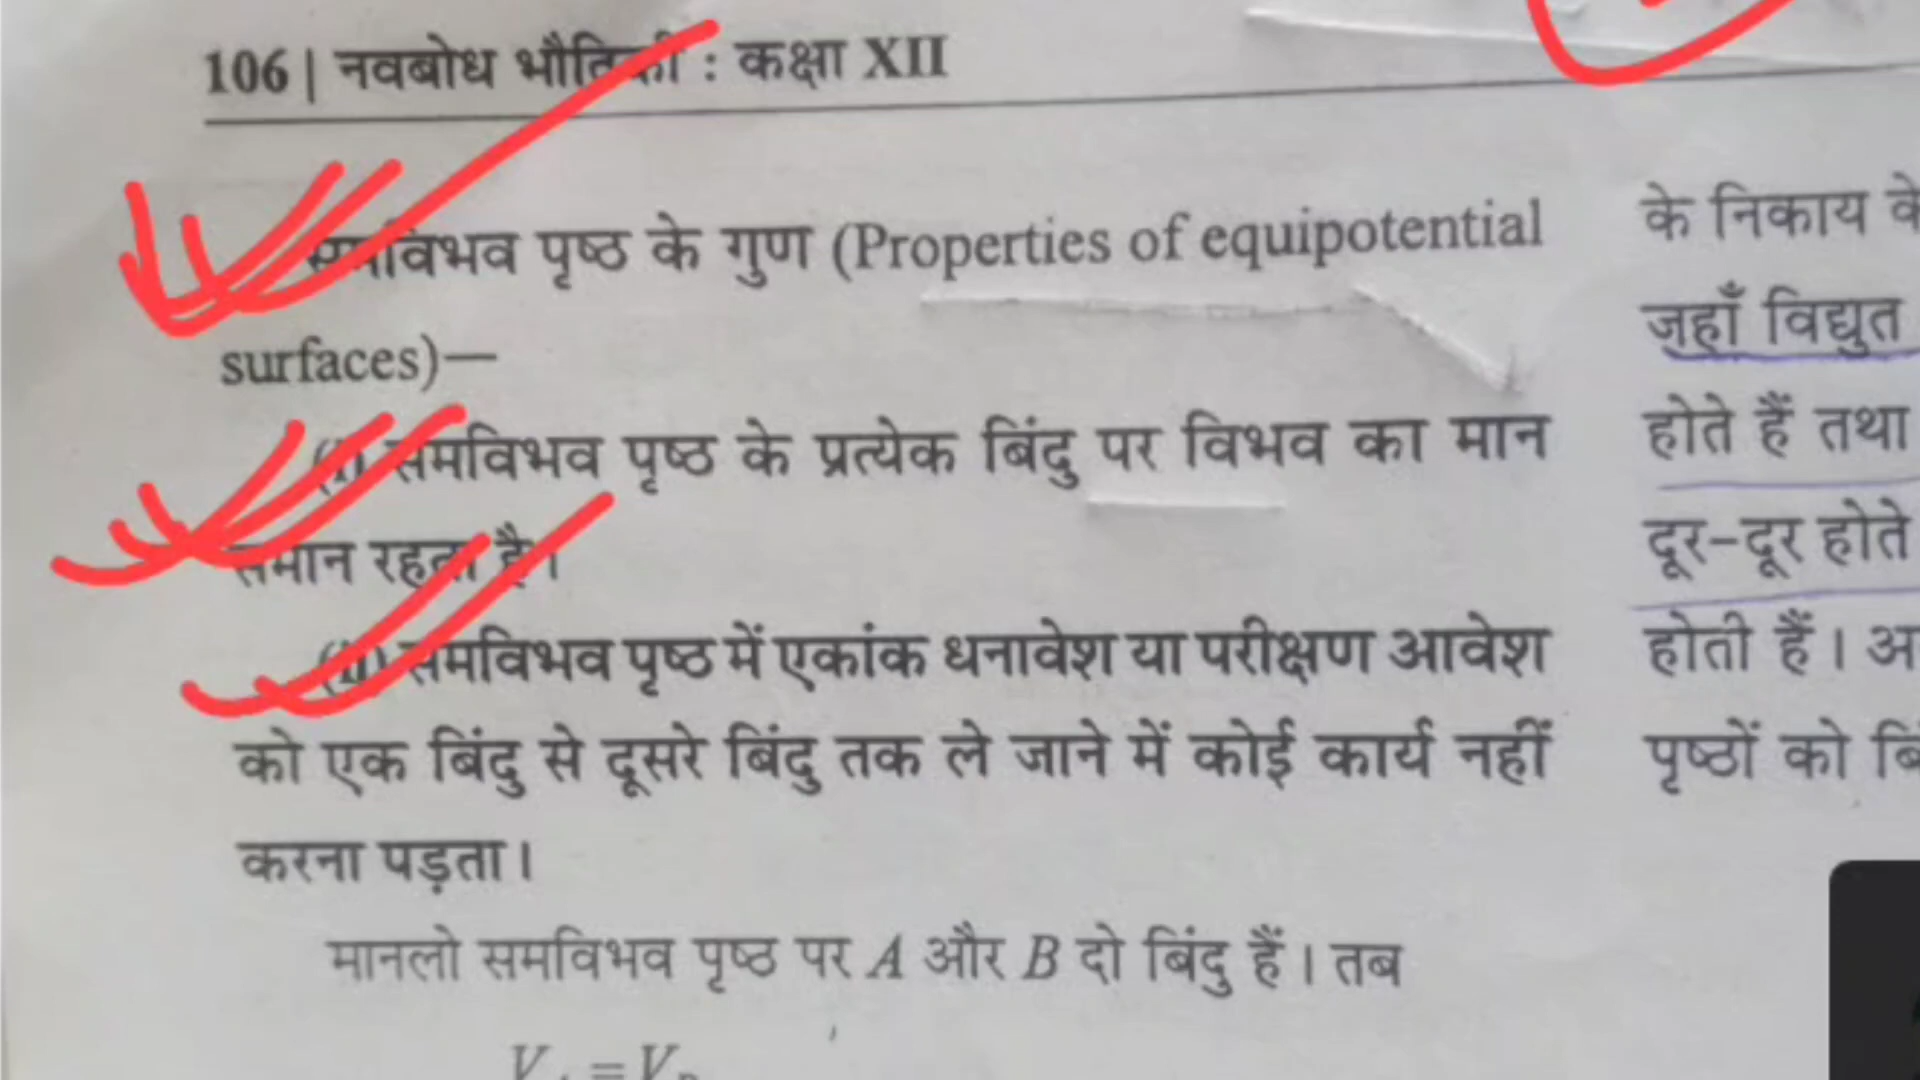 106 | नवबोध भौतिकी : कक्षा XII
समविभव पृष्ठ के गुण (Properties of equipotential
surfaces)—
(i) समविभव पृष्ठ के प्रत्येक बिंदु पर विभव का मान
समान रहता है।
(ii) समविभव पृष्ठ में एकांक धनावेश या परीक्षण आवेश
को एक बिंदु से दूसरे बिंदु तक ले जाने में कोई कार्य नहीं
करना पड़ता।
मानलो समविभव पृष्ठ पर A और B दो बिंदु हैं। तब
V = V
के निकाय
जहाँ विद्युत
होते हैं तथा
दूर-दूर होते
होती हैं।
पृष्ठों को